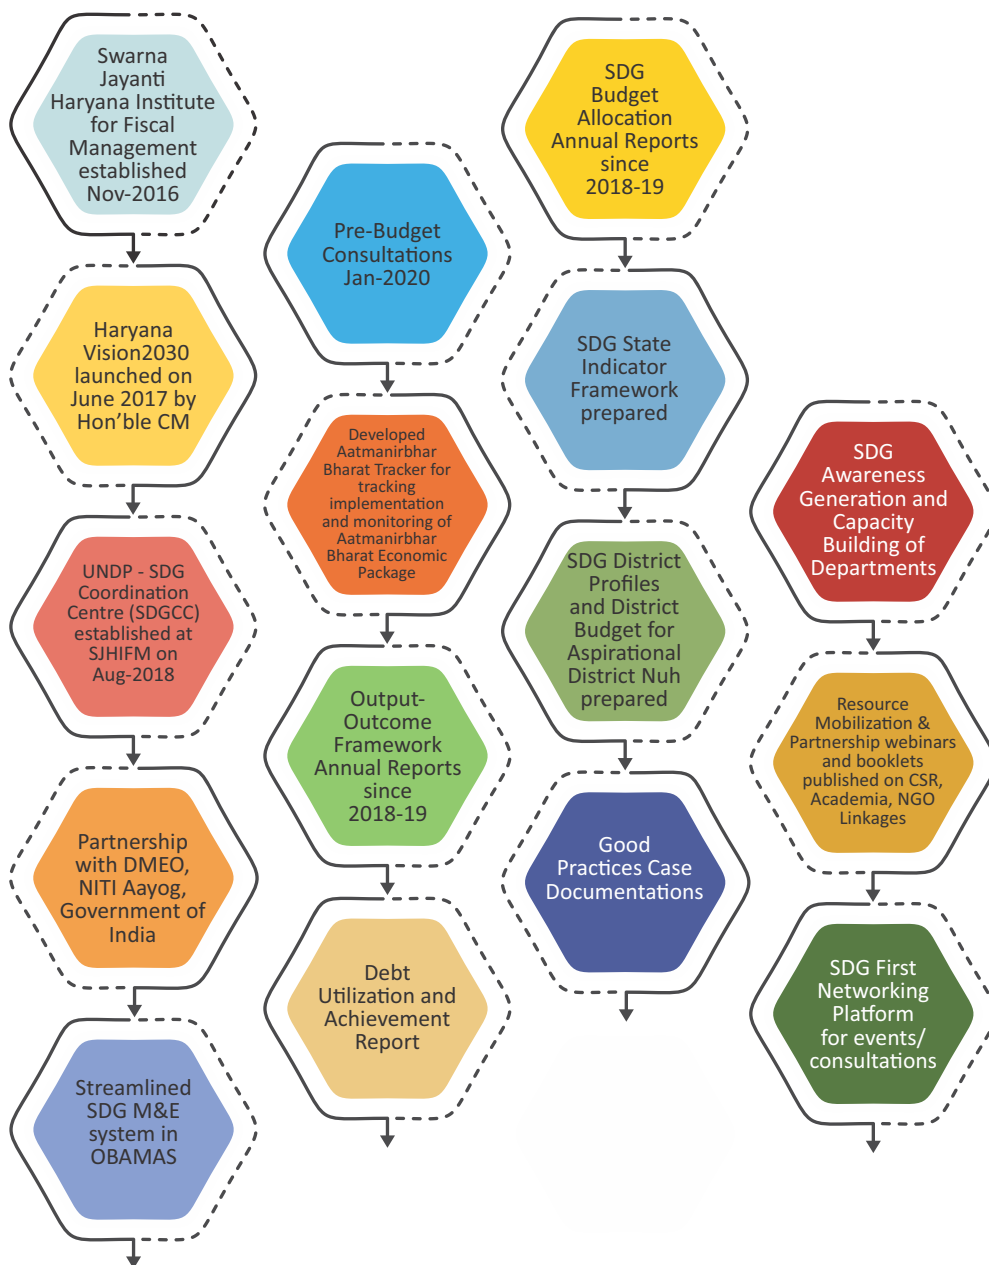 Swarna
Jayanti
Haryana Institute
for Fiscal
Management
established
Nov-2016
Haryana
Vision2030
launched on
June 2017 by
Hon'ble CM
UNDP - SDG
Coordination
Centre (SDGCC)
established at
SJHIFM on
Aug-2018
Partnership
with DMEO,
NITI Aayog,
Government of
India
Streamlined
SDG M&E
system in
OBAMAS
Pre-Budget
Consultations
Jan-2020
Developed
Aatmanirbhar
Bharat Tracker for
tracking
implementation
and monitoring of
Aatmanirbhar
Bharat Economic
Package
Output-
Outcome
Framework
Annual Reports
since
2018-19
Debt
Utilization and
Achievement
Report
SDG
Budget
Allocation
Annual Reports
since
2018-19
SDG State
Indicator
Framework
prepared
SDG District
Profiles
and District
Budget for
Aspirational
District Nuh
prepared
Good
Practices Case
Documentations
SDG
Awareness
Generation and
Capacity
Building of
Departments
Resource
Mobilization &
Partnership webinars
and booklets
published on CSR,
Academia, NGO
Linkages
SDG First
Networking
Platform
for events/
consultations